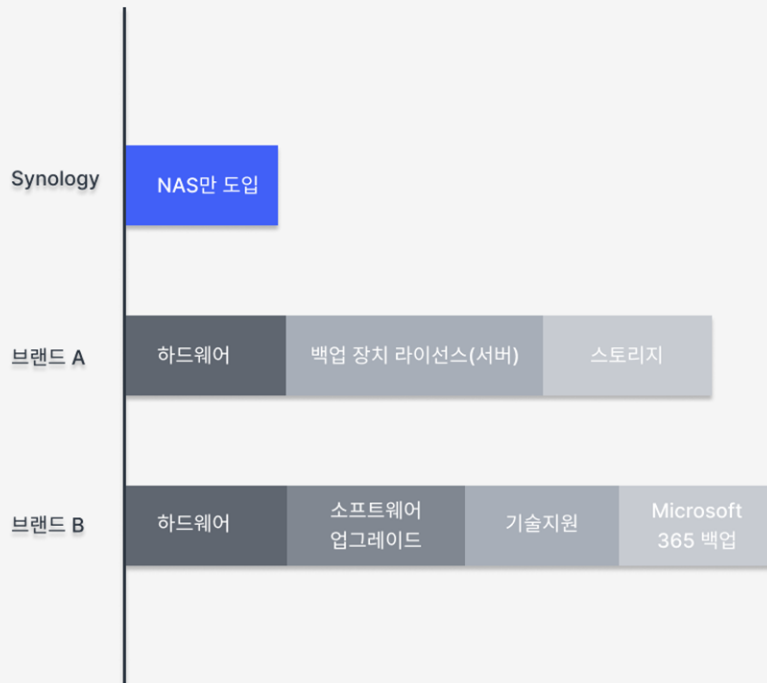 Synology
NAS만 도입
브랜드 A
하드웨어
백업 장치 라이선스(서버)
스토리지
브랜드 B
하드웨어
소프트웨어
업그레이드
기술지원
Microsoft
365 백업